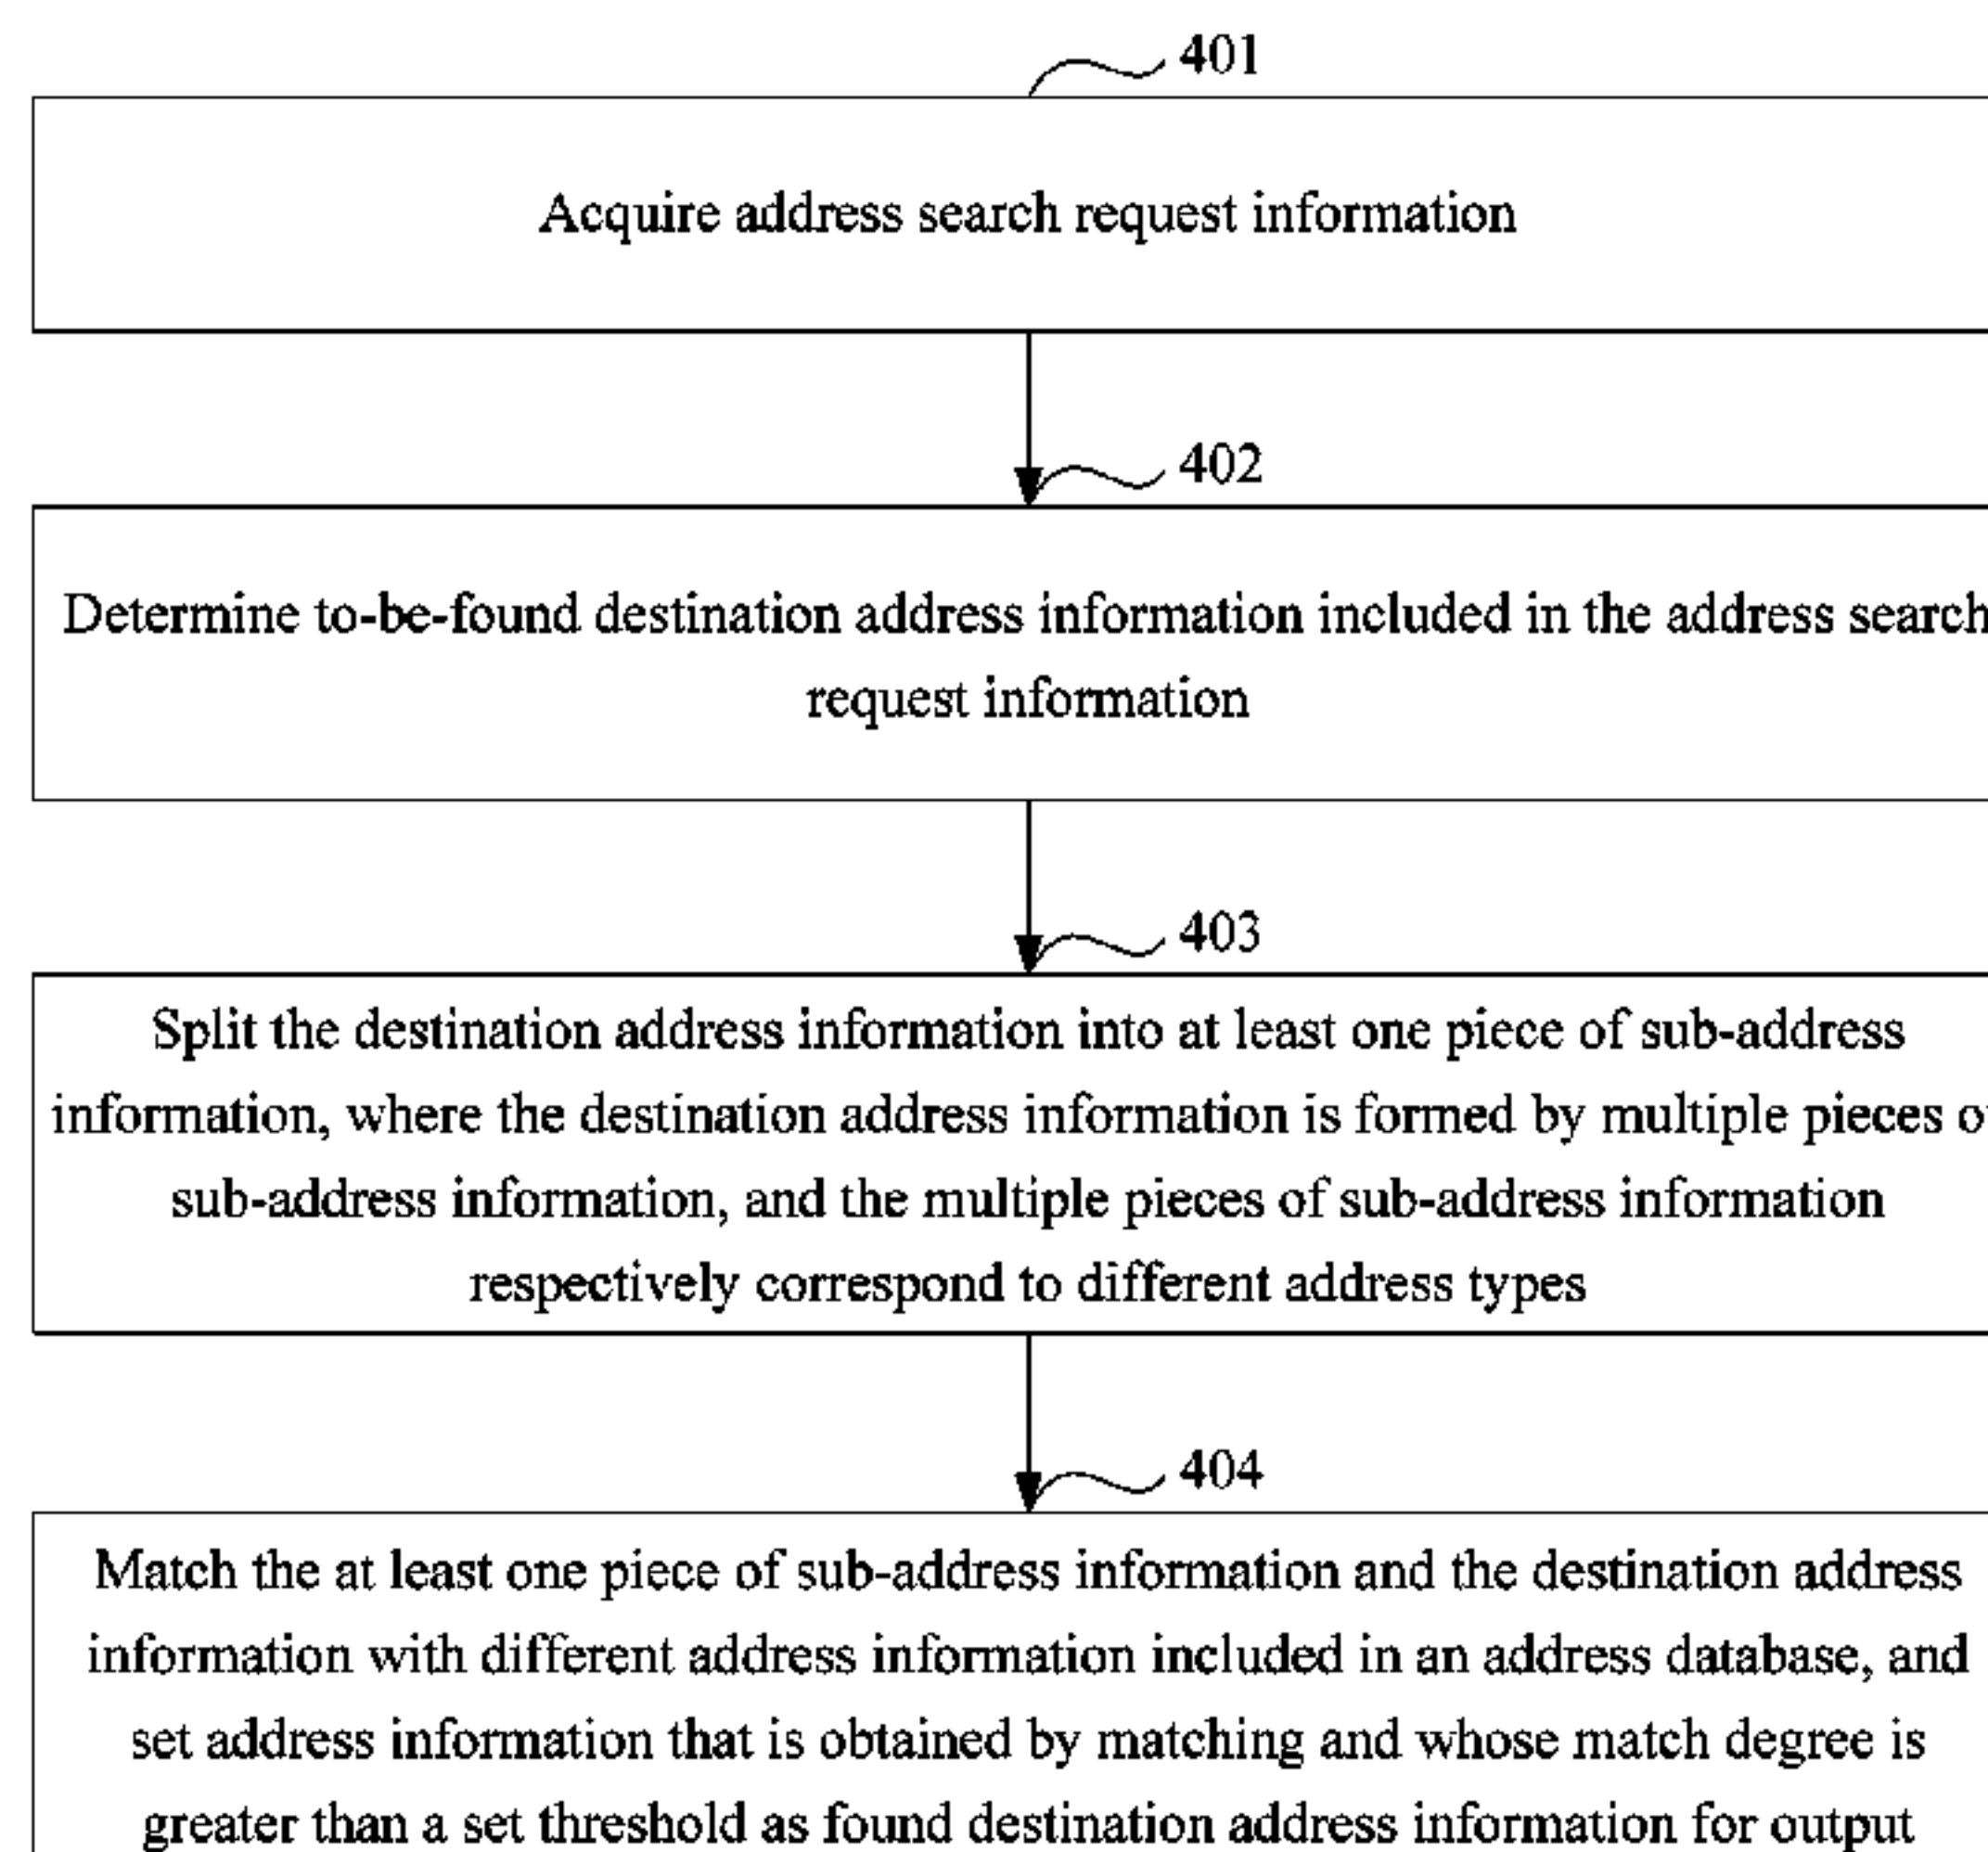 401
Acquire address search request information
402
Determine to-be-found destination address information included in the address search
request information
403
Split the destination address information into at least one piece of sub-address
information, where the destination address information is formed by multiple pieces of
sub-address information, and the multiple pieces of sub-address information
respectively correspond to different address types
404
Match the at least one piece of sub-address information and the destination address
information with different address information included in an address database, and
set address information that is obtained by matching and whose match degree is
greater than a set threshold as found destination address information for output